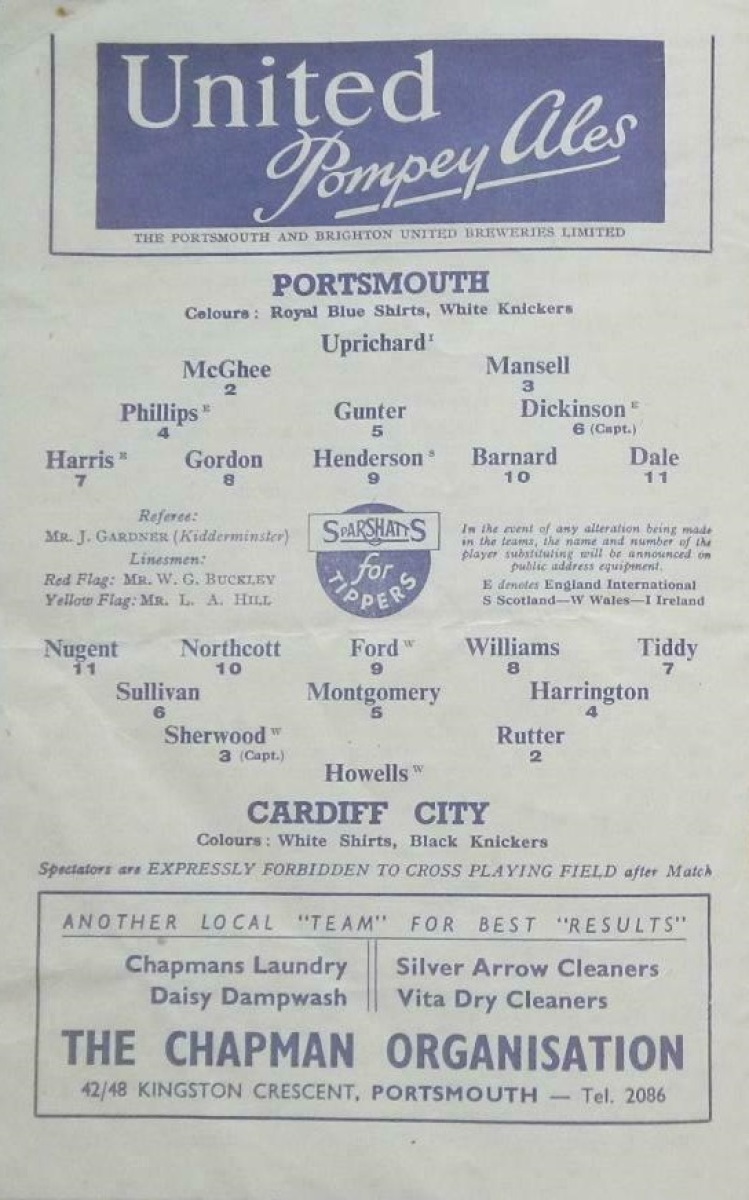 United
Pompey Ales
THE PORTSMOUTH AND BRIGHTON UNITED BREWERIES LIMITED
PORTSMOUTH
Colours: Royal Blue Shirts, White Knickers
Uprichard I
McGhee Mansell
2 3
Phillips E Gunter Dickinson E
4 5 6 (Capt.)
Harris E Gordon Henderson S Barnard Dale
7 8 9 10 11
Referee:
MR. J. GARDNER (Kidderminster)
Linesmen:
Red Flag: MR. W. G. BUCKLEY
Yellow Flag: MR. L. A. HILL
SPARSHATTS
for
TIPPERS
In the event of any alteration being made
in the teams, the name and number of the
player substituting will be announced on
public address equipment.
E denotes England International
S Scotland—W Wales—I Ireland
Nugent Northcott Ford W Williams Tiddy
11 10 9 8 7
Sullivan Montgomery Harrington
6 5 4
Sherwood W Rutter
3 (Capt.) 2
Howells W
CARDIFF CITY
Colours: White Shirts, Black Knickers
Spectators are EXPRESSLY FORBIDDEN TO CROSS PLAYING FIELD after Match
ANOTHER LOCAL "TEAM" FOR BEST "RESULTS"
Chapmans Laundry Silver Arrow Cleaners
Daisy Dampwash Vita Dry Cleaners
THE CHAPMAN ORGANISATION
42/48 KINGSTON CRESCENT, PORTSMOUTH — Tel. 2086